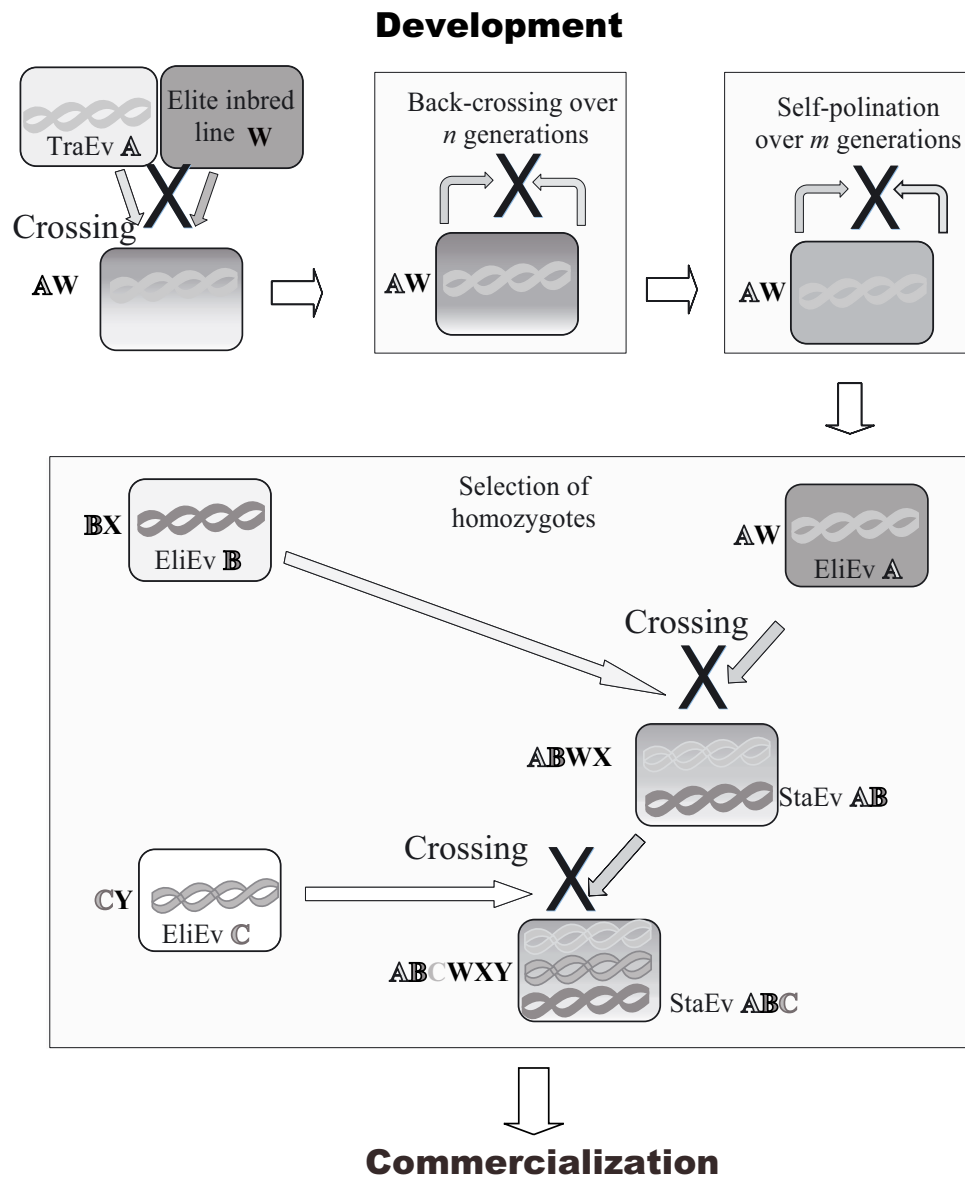 Development
TraEv 𝔸
Elite inbred
line W
Crossing
𝔸W
Back-crossing over
n generations
𝔸W
Self-polination
over m generations
𝔸W
Selection of
homozygotes
𝔹X
EliEv 𝔹
𝔸W
EliEv 𝔸
Crossing
𝔸𝔹WX
StaEv 𝔸𝔹
Crossing
ℂY
EliEv ℂ
𝔸𝔹ℂWXY
StaEv 𝔸𝔹ℂ
Commercialization